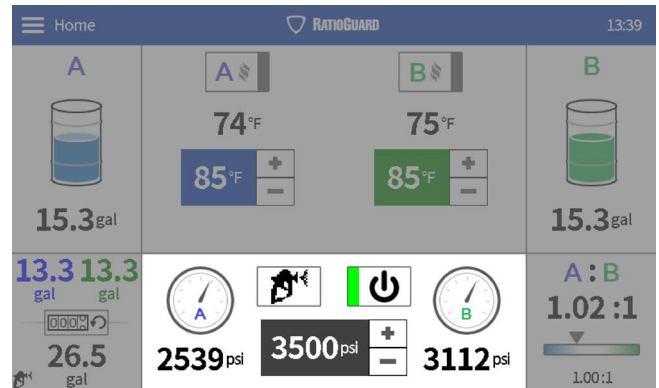 Home RATIOGUARD 13:39
A A B B
74°F 75°F
85°F + − 85°F + −
15.3gal 15.3gal
13.3 gal 13.3 gal
26.5 gal
A B
2539psi 3500psi + − 3112psi
A:B
1.02 :1
1.00:1